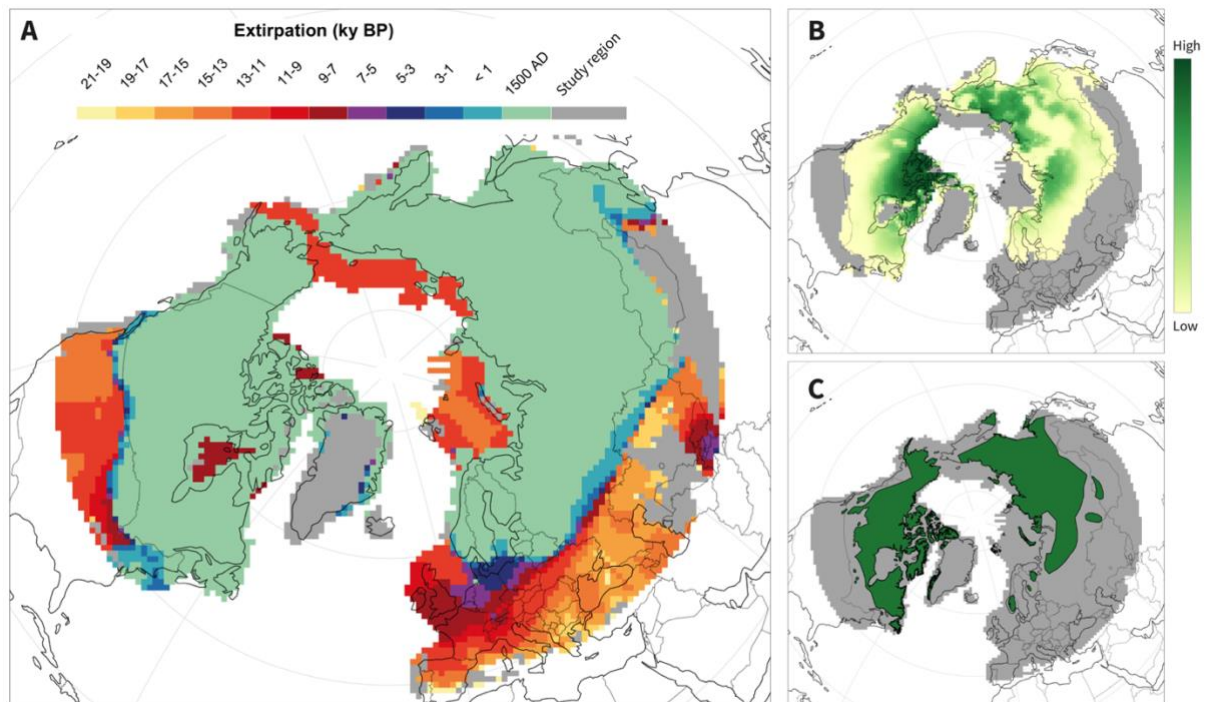 A
Extirpation (ky BP)
21-19
19-17
17-15
15-13
13-11
11-9
9-7
7-5
5-3
3-1
< 1
1500 AD
Study region
B
High
Low
C